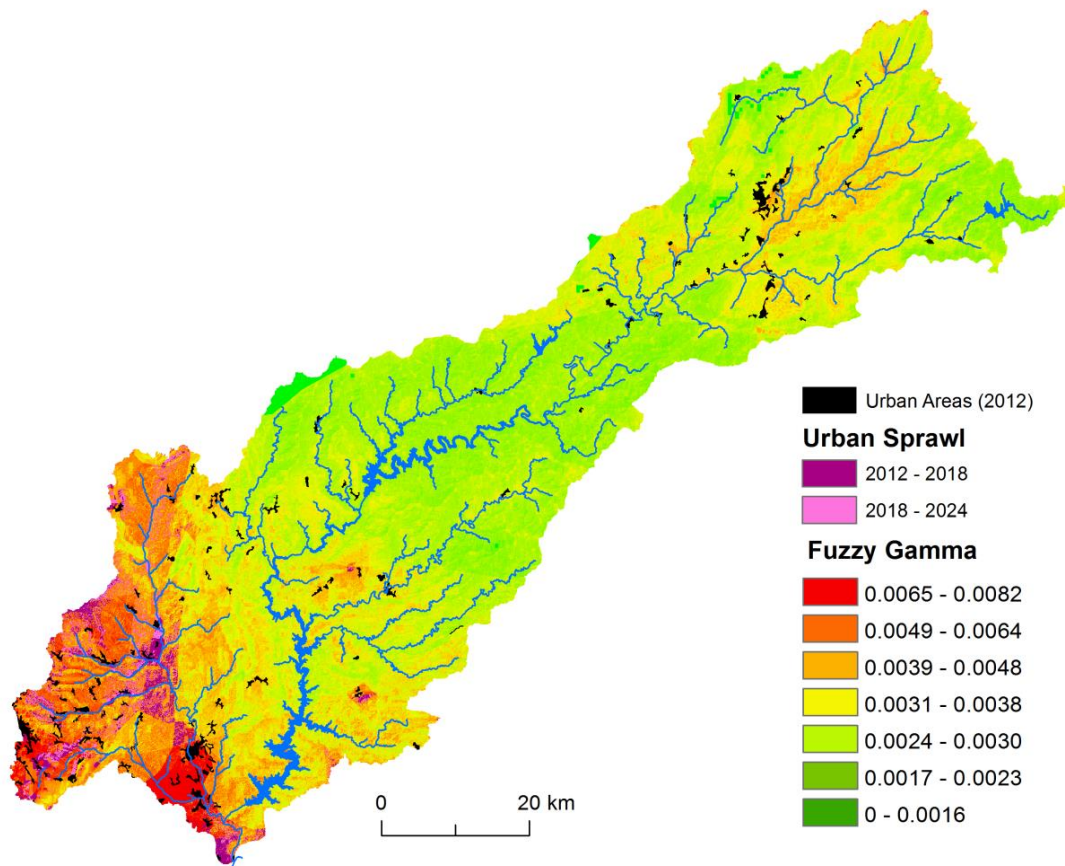 Urban Areas (2012)
Urban Sprawl
2012 - 2018
2018 - 2024
Fuzzy Gamma
0.0065 - 0.0082
0.0049 - 0.0064
0.0039 - 0.0048
0.0031 - 0.0038
0.0024 - 0.0030
0.0017 - 0.0023
0 - 0.0016
0 20 km